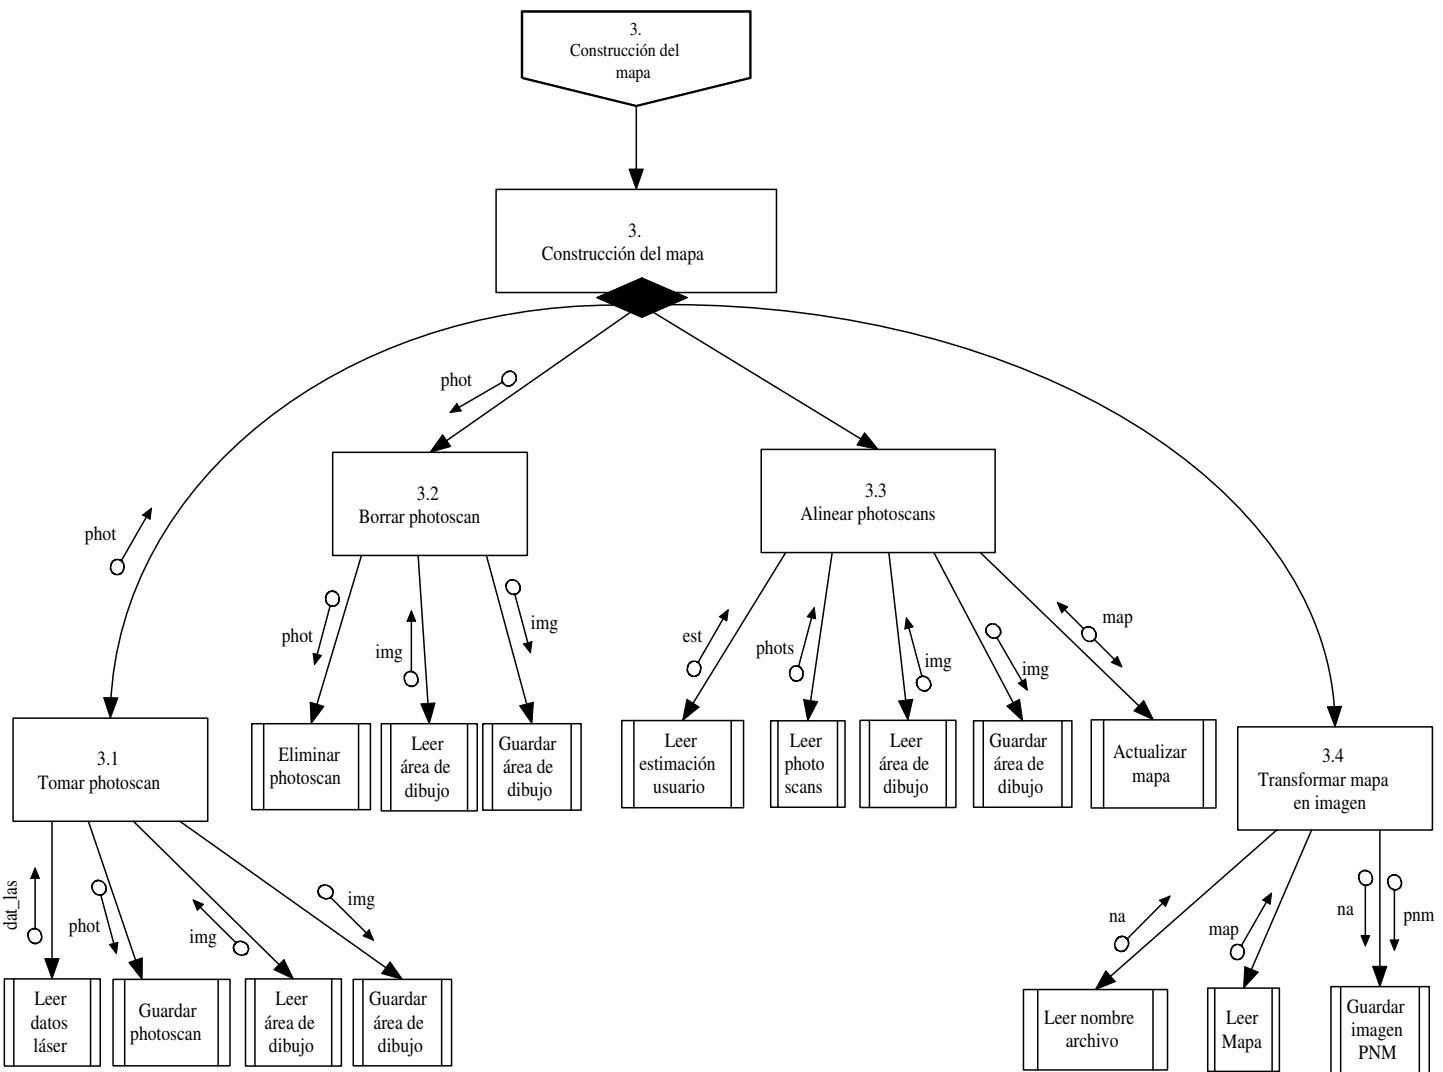 3.
Construcción del
mapa
3.
Construcción del mapa
phot
phot
3.2
Borrar photoscan
3.3
Alinear photoscans
phot
img
img
est
phots
img
img
map
Eliminar
photoscan
Leer
área de
dibujo
Guardar
área de
dibujo
Leer
estimación
usuario
Leer
photo
scans
Leer
área de
dibujo
Guardar
área de
dibujo
Actualizar
mapa
3.1
Tomar photoscan
3.4
Transformar mapa
en imagen
dat_las
phot
img
img
na
map
na
pnm
Leer
datos
láser
Guardar
photoscan
Leer
área de
dibujo
Guardar
área de
dibujo
Leer nombre
archivo
Leer
Mapa
Guardar
imagen
PNM